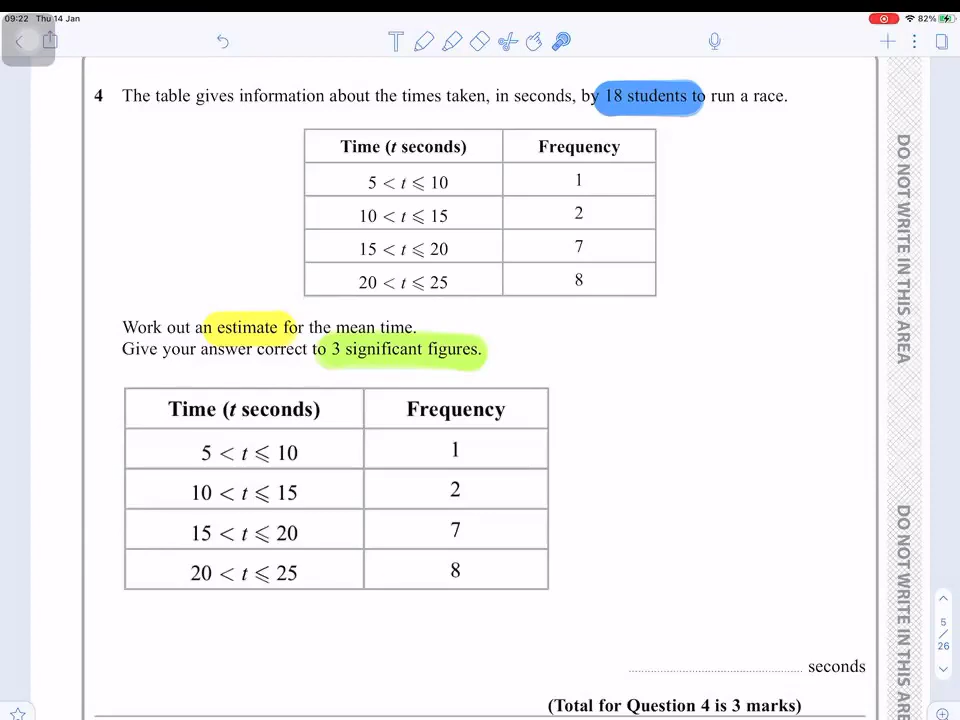 09:22 Thu 14 Jan
82%
4 The table gives information about the times taken, in seconds, by 18 students to run a race.
Time (t seconds) Frequency
5 < t ⩽ 10 1
10 < t ⩽ 15 2
15 < t ⩽ 20 7
20 < t ⩽ 25 8
Work out an estimate for the mean time.
Give your answer correct to 3 significant figures.
Time (t seconds) Frequency
5 < t ⩽ 10 1
10 < t ⩽ 15 2
15 < t ⩽ 20 7
20 < t ⩽ 25 8
seconds
(Total for Question 4 is 3 marks)
DO NOT WRITE IN THIS AREA
DO NOT WRITE IN THIS ARE
5
/
26